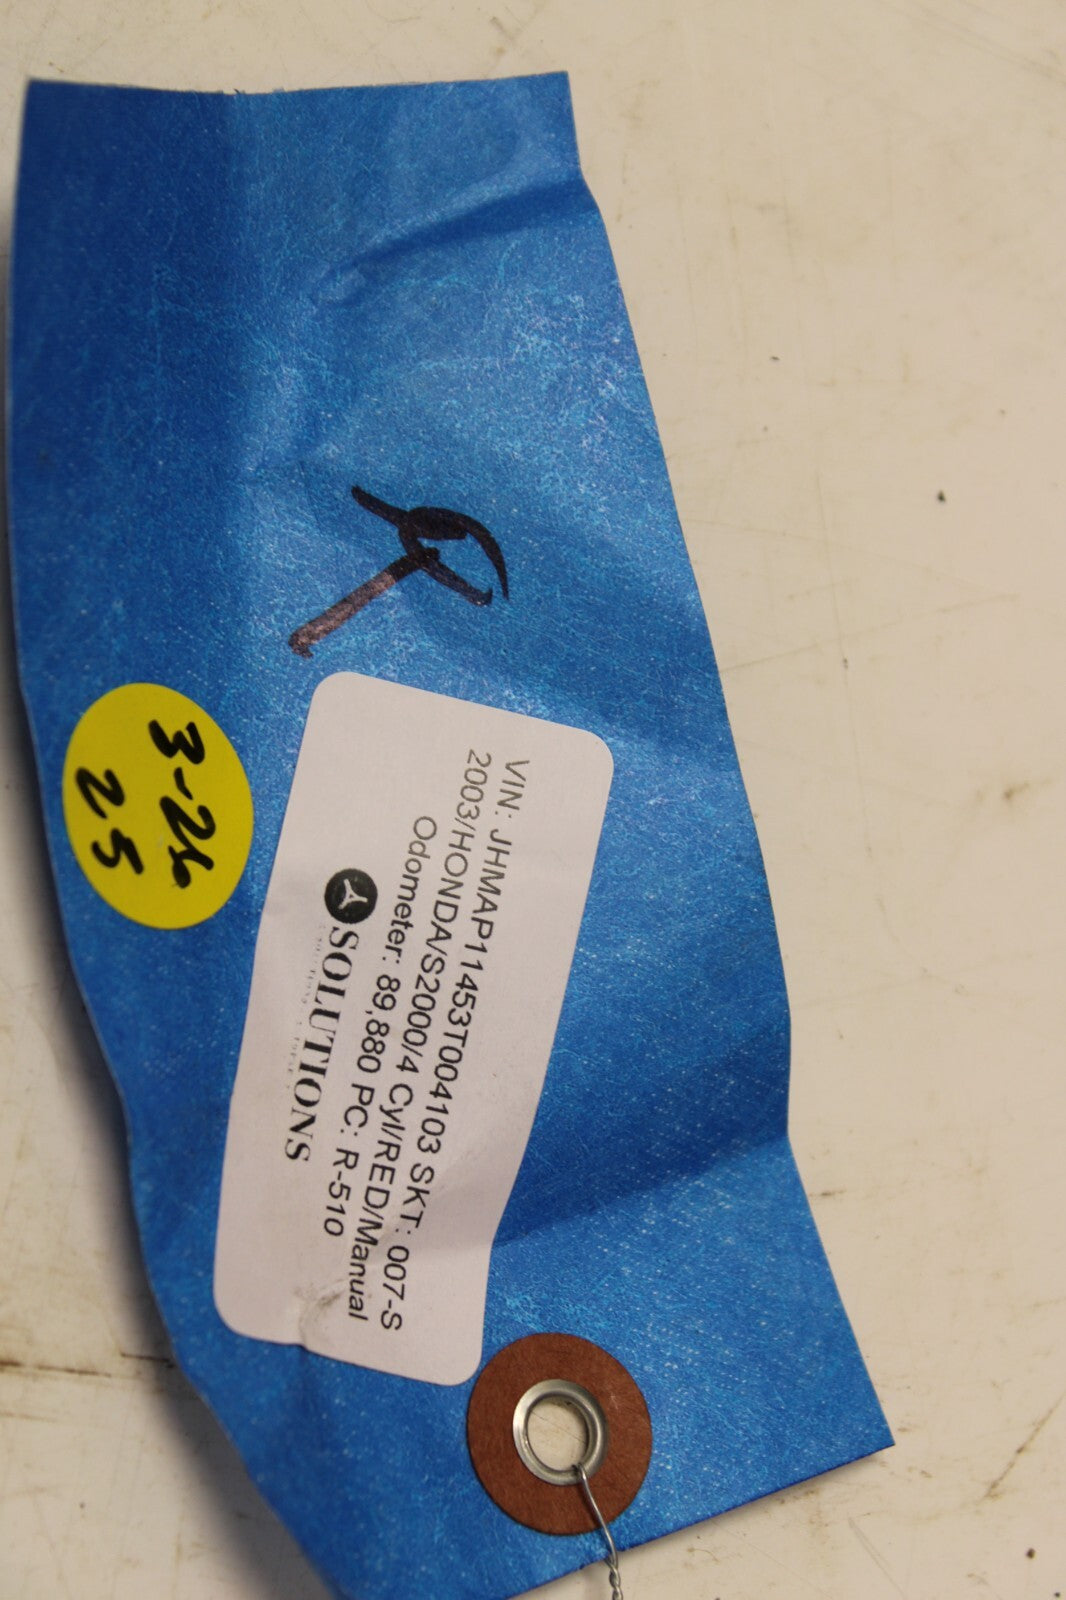 R
VIN: JHMAP11453T004103 SKT: 007-S
2003/HONDA/S2000/4 Cyl/RED/Manual
Odometer: 89,880 PC: R-510
SOLUTIONS
3-26
25